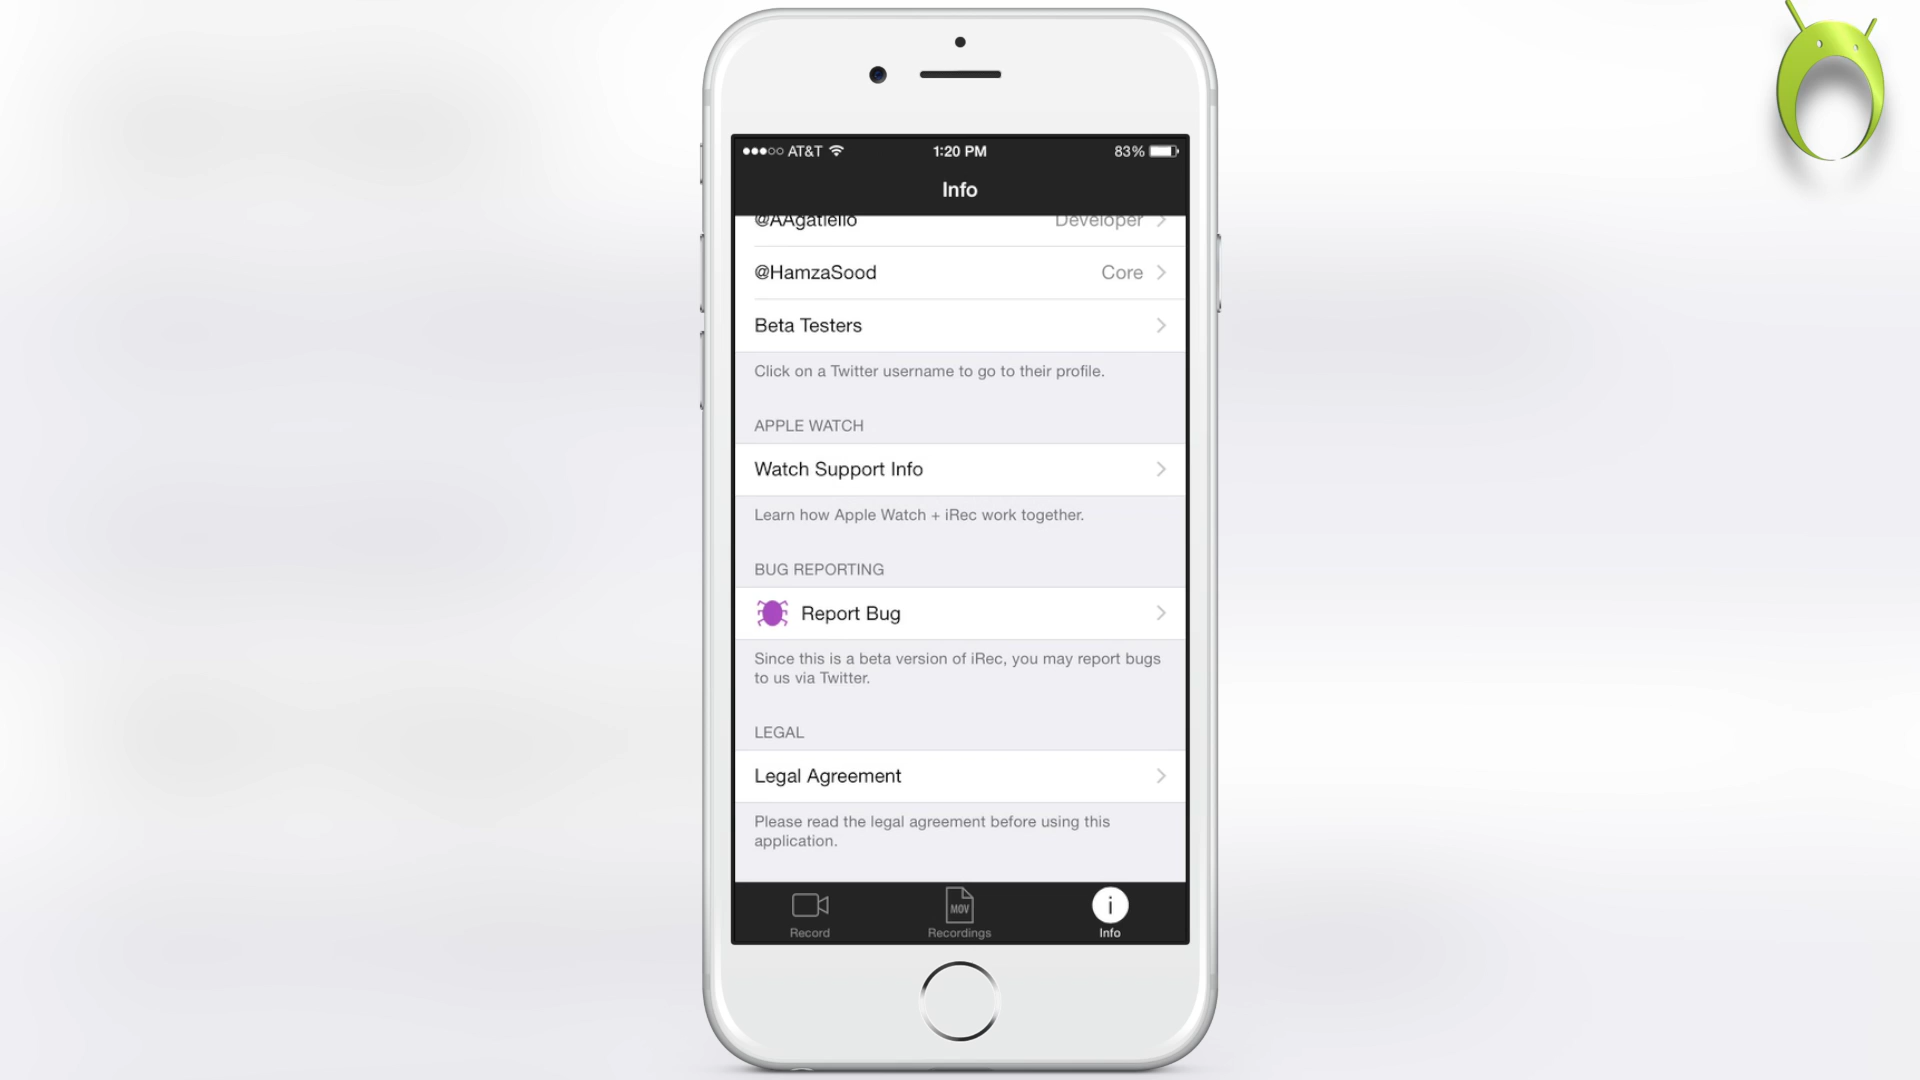 AT&T 1:20 PM 83%
Info
@AAgatiello Developer
@HamzaSood Core
Beta Testers
Click on a Twitter username to go to their profile.
APPLE WATCH
Watch Support Info
Learn how Apple Watch + iRec work together.
BUG REPORTING
Report Bug
Since this is a beta version of iRec, you may report bugs
to us via Twitter.
LEGAL
Legal Agreement
Please read the legal agreement before using this
application.
MOV
Record Recordings Info